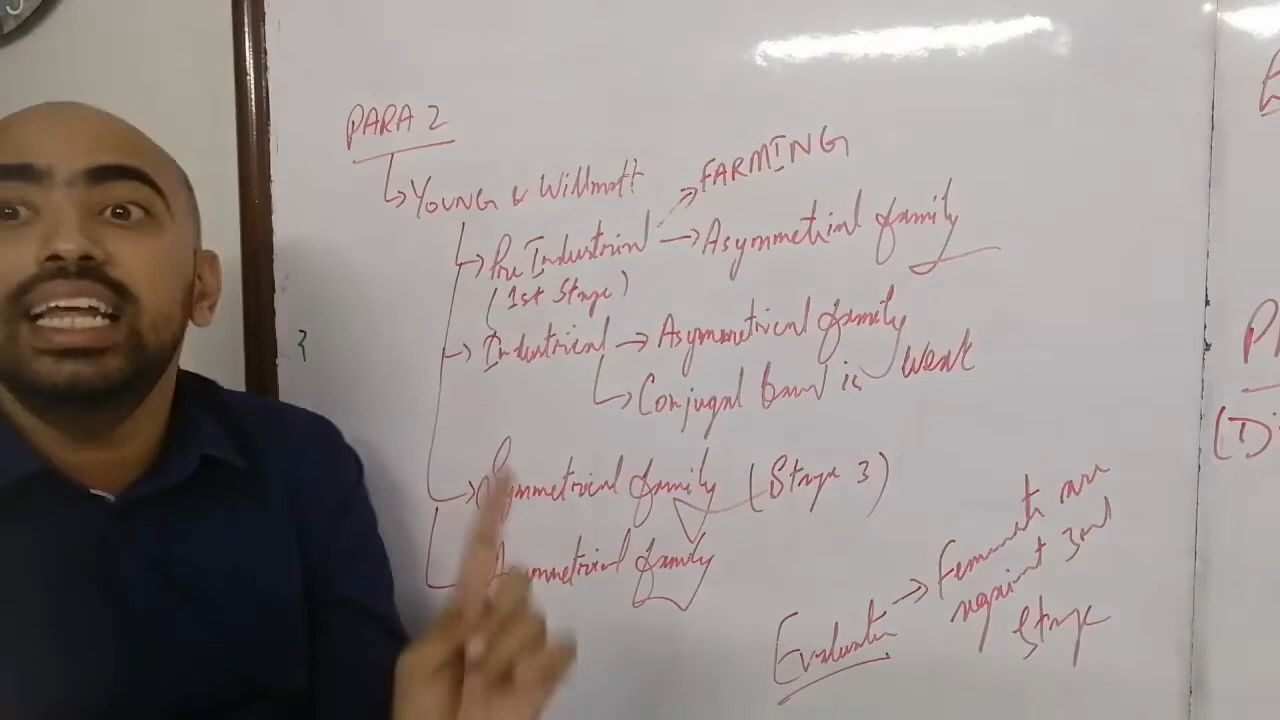 PARA 2
↳ YOUNG & Willmott
→ Pre Industrial → Asymmetrical family
FARMING
(1st Stage)
→ Industrial → Asymmetrical family
↳ Conjugal bond is weak
→ Symmetrical family (Stage 3)
Asymmetrical family
Evaluation → Feminists are
against 3rd
Stage